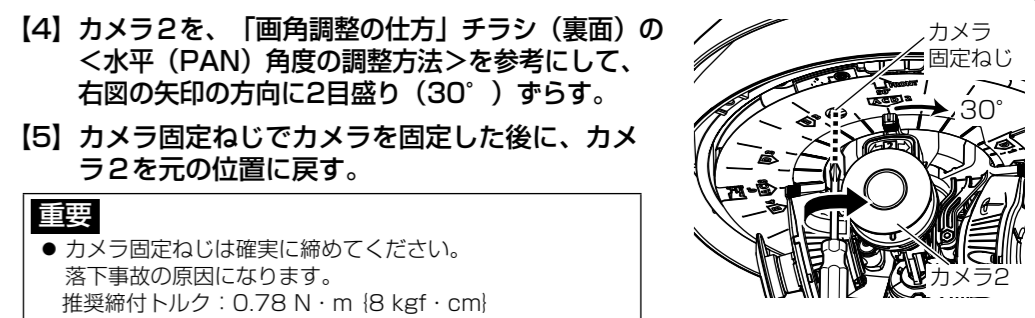 【4】カメラ2を、「画角調整の仕方」チラシ（裏面）の
＜水平（PAN）角度の調整方法＞を参考にして、
右図の矢印の方向に2目盛り（30°）ずらす。
【5】カメラ固定ねじでカメラを固定した後に、カメ
ラ2を元の位置に戻す。
重要
● カメラ固定ねじは確実に締めてください。
落下事故の原因になります。
推奨締付トルク：0.78 N・m {8 kgf・cm}
カメラ
固定ねじ
30°
カメラ2